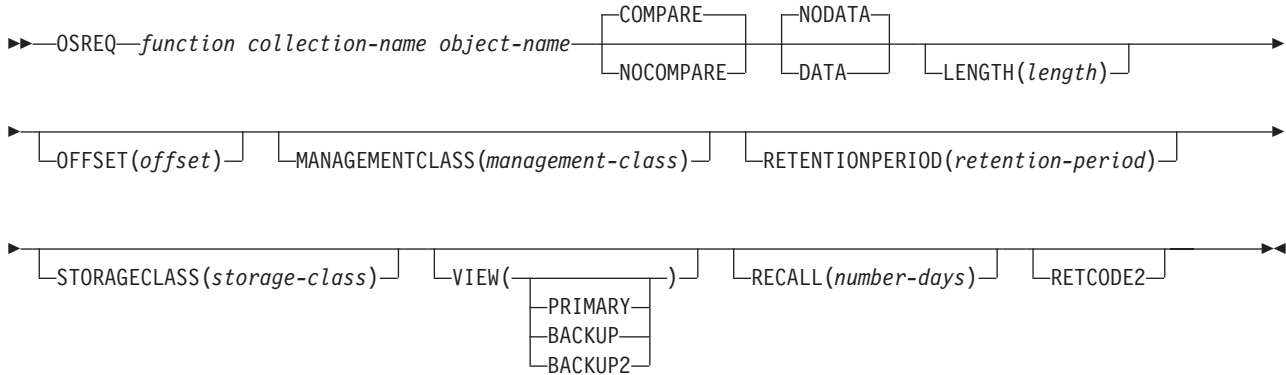 COMPARE NODATA
OSREQ function collection-name object-name
NOCOMPARE DATA LENGTH(length)
OFFSET(offset) MANAGEMENTCLASS(management-class) RETENTIONPERIOD(retention-period)
STORAGECLASS(storage-class) VIEW( ) RECALL(number-days) RETCODE2
PRIMARY
BACKUP
BACKUP2